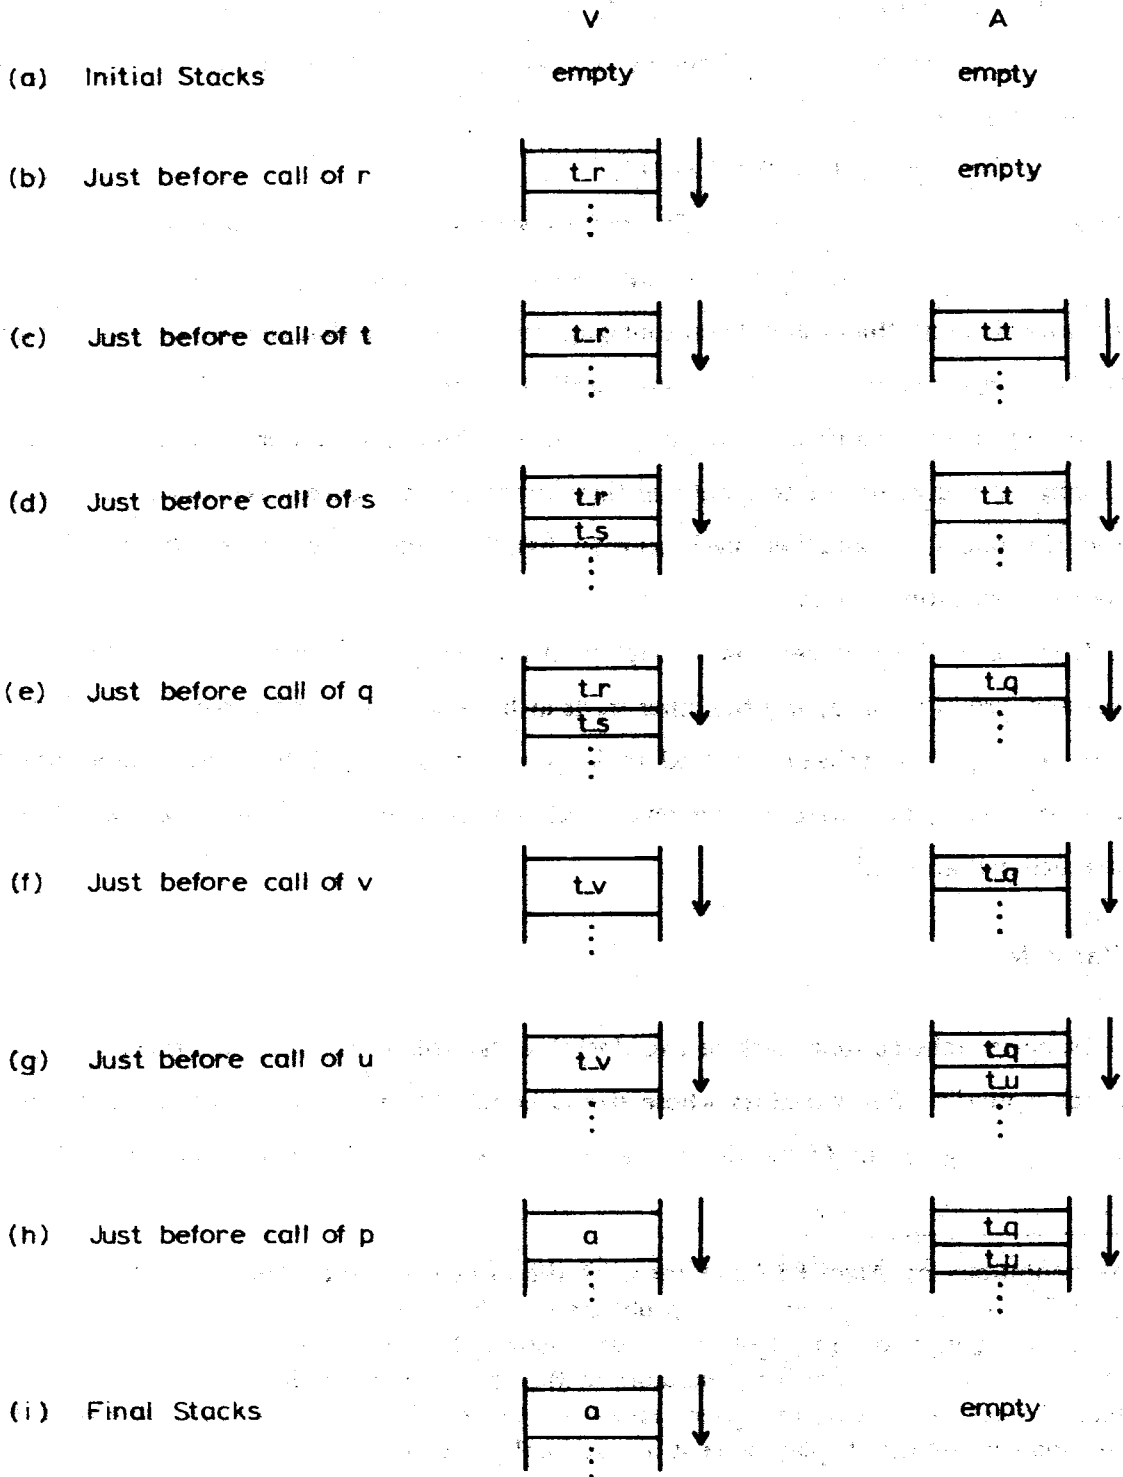 V A
(a) Initial Stacks empty empty
(b) Just before call of r t_r empty
(c) Just before call of t t_r t_t
(d) Just before call of s t_r t_t
t_s
(e) Just before call of q t_r t_q
t_s
(f) Just before call of v t_v t_q
(g) Just before call of u t_v t_q
t_u
(h) Just before call of p a t_q
t_u
(i) Final Stacks a empty